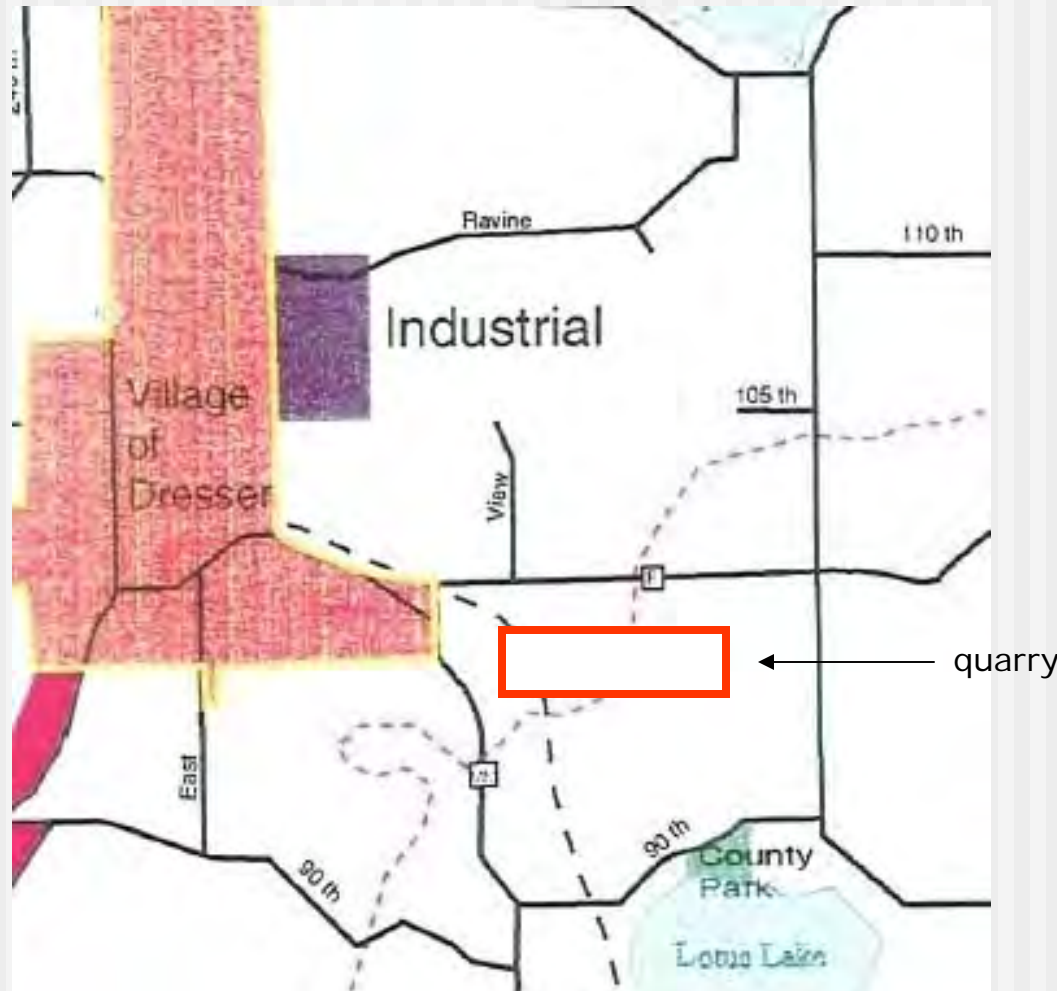 Ravine
110 th
Industrial
Village
of
Dresser
105 th
View
F
quarry
East
90 th
90 th
County
Park
Lotus Lake